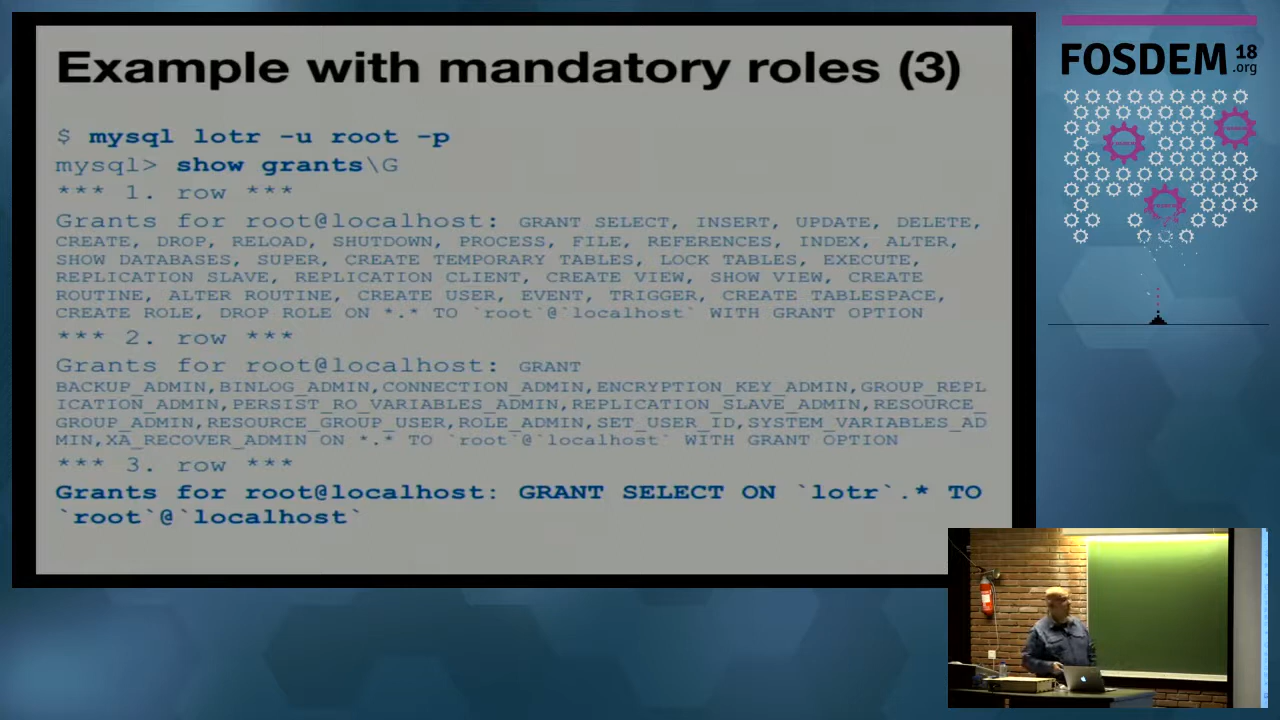 Example with mandatory roles (3)
$ mysql lotr -u root -p
mysql> show grants\G
*** 1. row ***
Grants for root@localhost: GRANT SELECT, INSERT, UPDATE, DELETE,
CREATE, DROP, RELOAD, SHUTDOWN, PROCESS, FILE, REFERENCES, INDEX, ALTER,
SHOW DATABASES, SUPER, CREATE TEMPORARY TABLES, LOCK TABLES, EXECUTE,
REPLICATION SLAVE, REPLICATION CLIENT, CREATE VIEW, SHOW VIEW, CREATE
ROUTINE, ALTER ROUTINE, CREATE USER, EVENT, TRIGGER, CREATE TABLESPACE,
CREATE ROLE, DROP ROLE ON *.* TO `root`@`localhost` WITH GRANT OPTION
*** 2. row ***
Grants for root@localhost: GRANT
BACKUP_ADMIN,BINLOG_ADMIN,CONNECTION_ADMIN,ENCRYPTION_KEY_ADMIN,GROUP_REPL
ICATION_ADMIN,PERSIST_RO_VARIABLES_ADMIN,REPLICATION_SLAVE_ADMIN,RESOURCE_
GROUP_ADMIN,RESOURCE_GROUP_USER,ROLE_ADMIN,SET_USER_ID,SYSTEM_VARIABLES_AD
MIN,XA_RECOVER_ADMIN ON *.* TO `root`@`localhost` WITH GRANT OPTION
*** 3. row ***
Grants for root@localhost: GRANT SELECT ON `lotr`.* TO
`root`@`localhost`
FOSDEM 18
.org